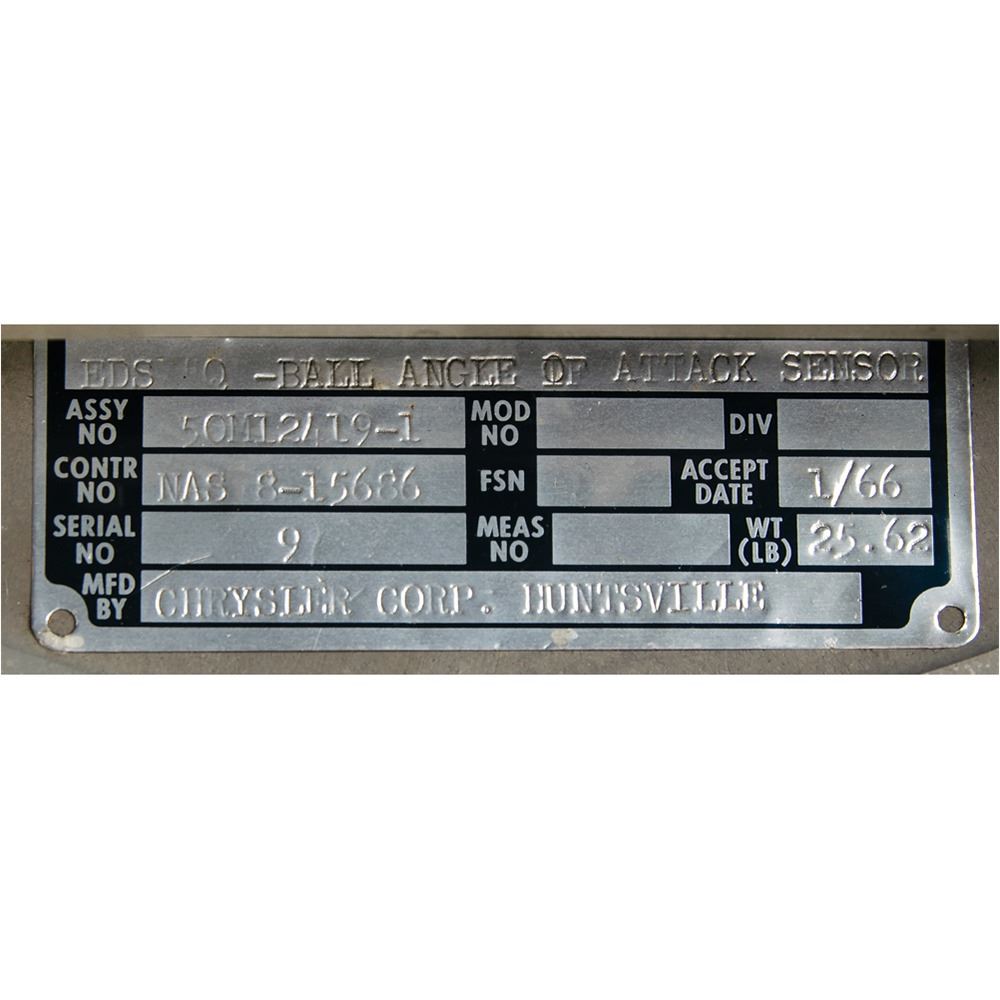 EDS "Q -BALL ANGLE OF ATTACK SENSOR
ASSY NO 50M12419-1 MOD NO DIV
CONTR NO NAS 8-15686 FSN ACCEPT DATE 1/66
SERIAL NO 9 MEAS NO WT (LB) 25.62
MFD BY CHRYSLER CORP. HUNTSVILLE